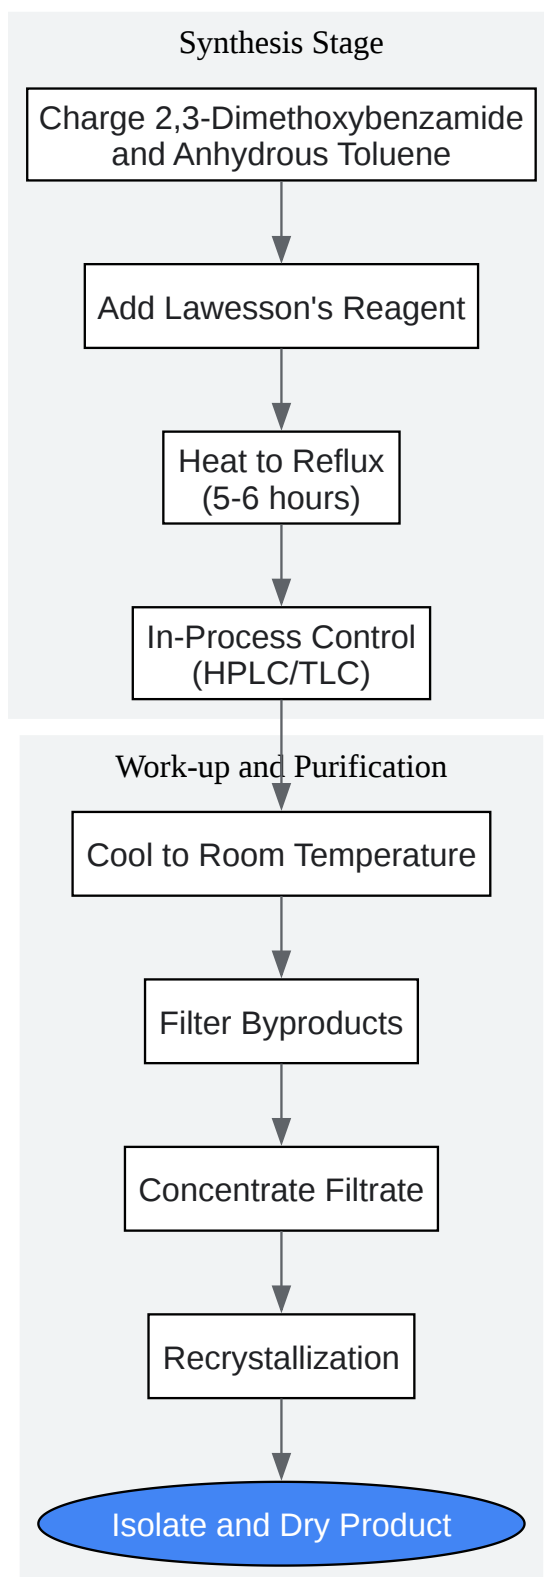 Synthesis Stage
Charge 2,3-Dimethoxybenzamide
and Anhydrous Toluene
Add Lawesson's Reagent
Heat to Reflux
(5-6 hours)
In-Process Control
(HPLC/TLC)
Work-up and Purification
Cool to Room Temperature
Filter Byproducts
Concentrate Filtrate
Recrystallization
Isolate and Dry Product